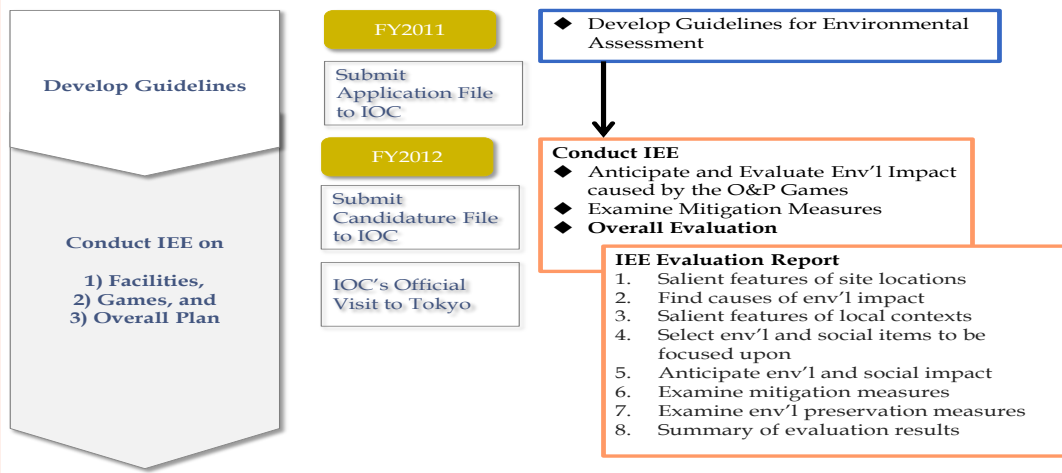 Develop Guidelines
Conduct IEE on
1) Facilities,
2) Games, and
3) Overall Plan
FY2011
Submit
Application File
to IOC
FY2012
Submit
Candidature File
to IOC
IOC's Official
Visit to Tokyo
◆ Develop Guidelines for Environmental
Assessment
Conduct IEE
◆ Anticipate and Evaluate Env'l Impact
caused by the O&P Games
◆ Examine Mitigation Measures
◆ Overall Evaluation
IEE Evaluation Report
1. Salient features of site locations
2. Find causes of env'l impact
3. Salient features of local contexts
4. Select env'l and social items to be
focused upon
5. Anticipate env'l and social impact
6. Examine mitigation measures
7. Examine env'l preservation measures
8. Summary of evaluation results